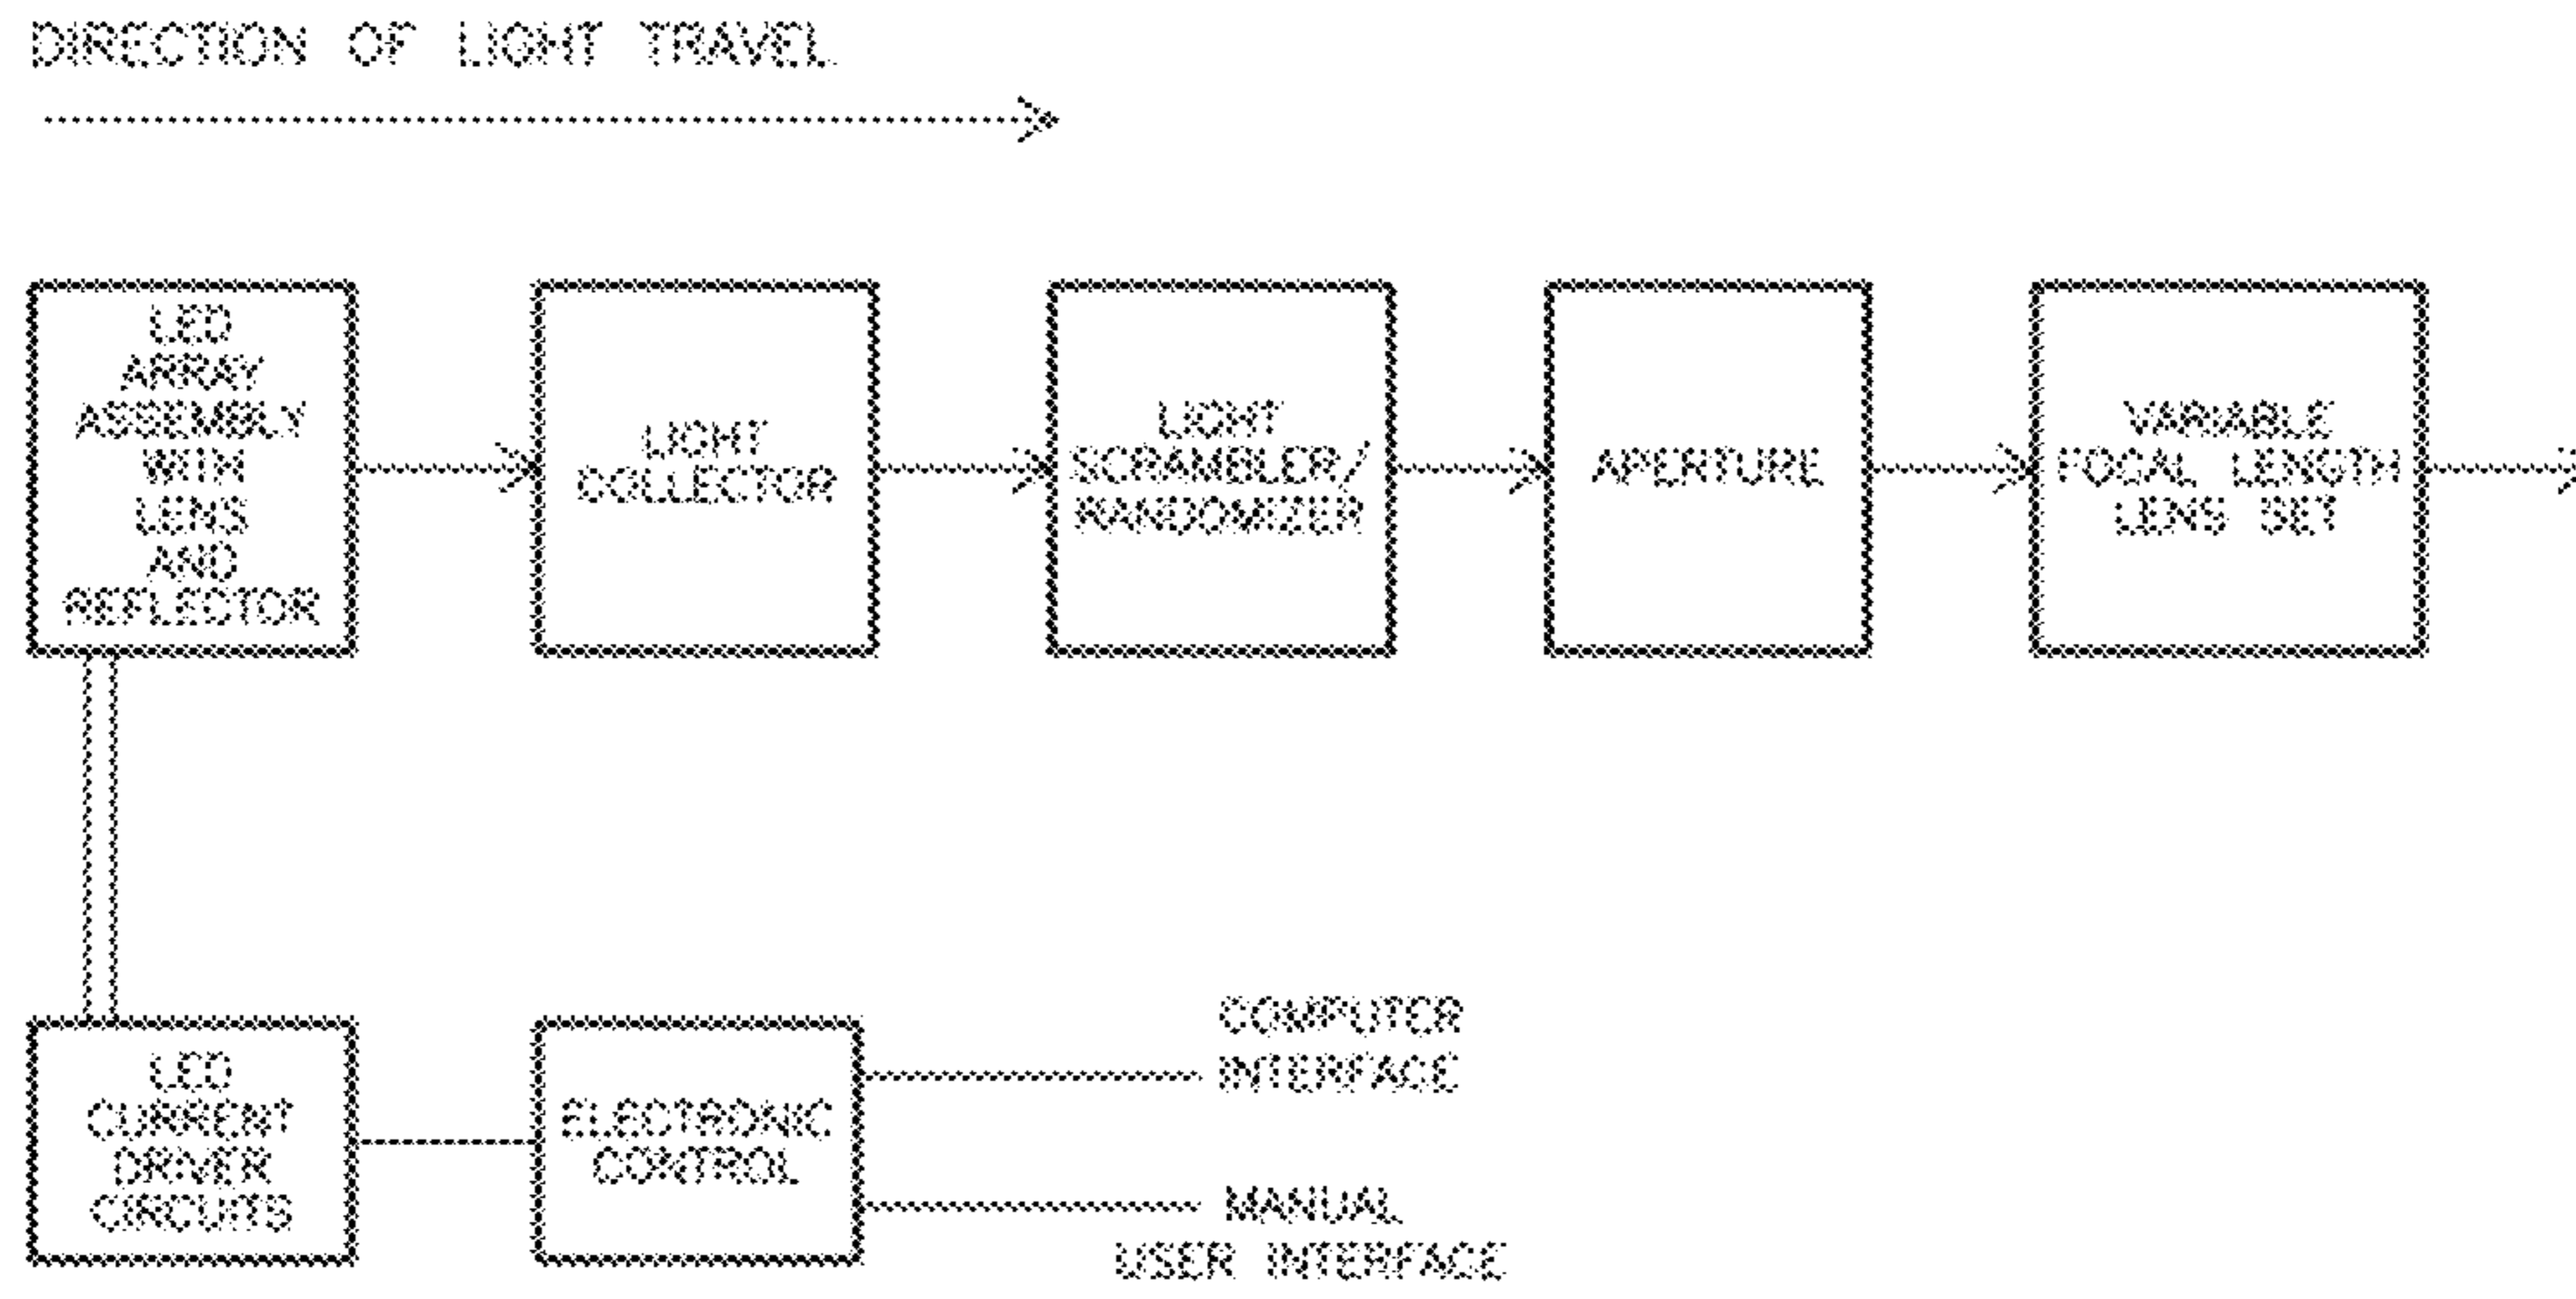 DIRECTION OF LIGHT TRAVEL
LED
ARRAY
ASSEMBLY
WITH
LENS
AND
REFLECTOR
LIGHT
COLLECTOR
LIGHT
SCRAMBLER/
RANDOMIZER
APERTURE
VARIABLE
FOCAL LENGTH
LENS SET
LED
CURRENT
DRIVER
CIRCUITS
ELECTRONIC
CONTROL
COMPUTER
INTERFACE
MANUAL
USER INTERFACE